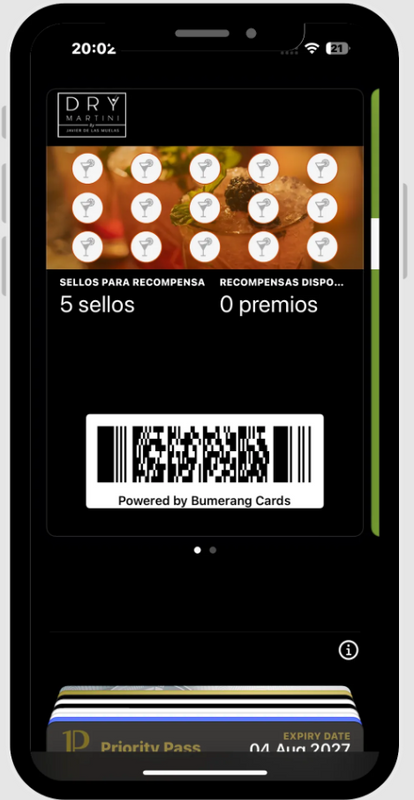 20:02
21
DRY
MARTINI
by
JAVIER DE LAS MUELAS
SELLOS PARA RECOMPENSA
RECOMPENSAS DISPO...
5 sellos
0 premios
Powered by Bumerang Cards
EXPIRY DATE
Priority Pass
04 Aug 2027